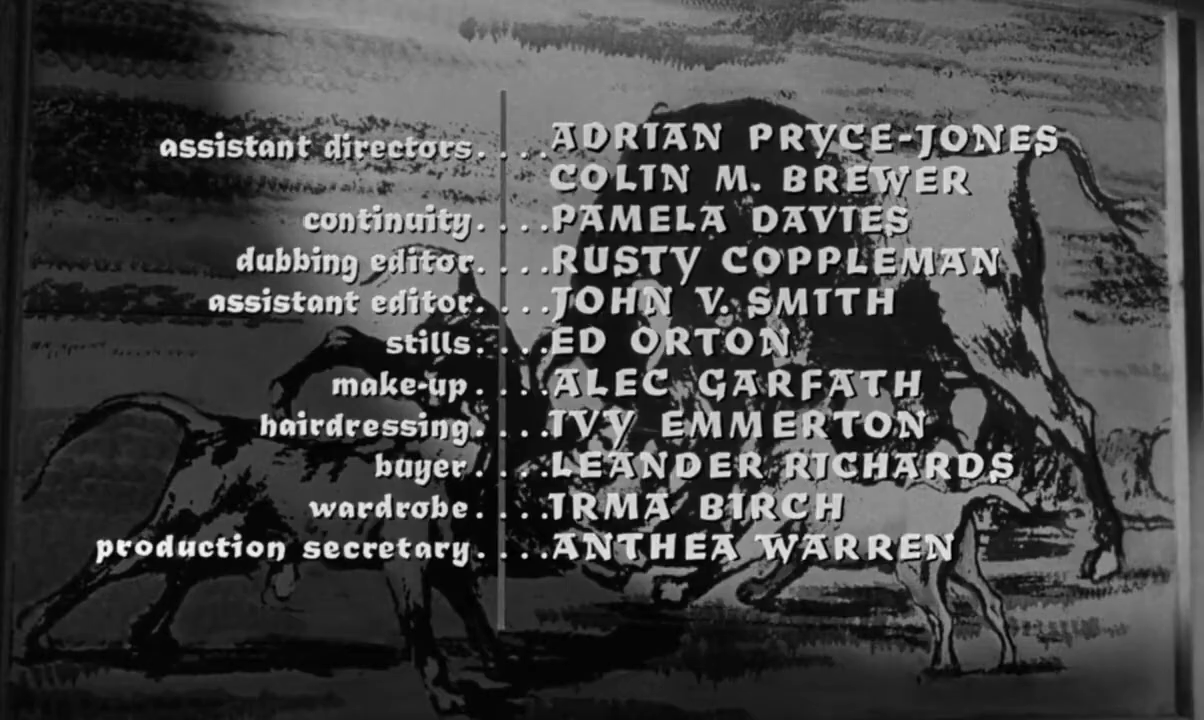 assistant directors....ADRIAN PRYCE-JONES
COLIN M. BREWER
continuity....PAMELA DAVIES
dubbing editor....RUSTY COPPLEMAN
assistant editor....JOHN V. SMITH
stills....ED ORTON
make-up....ALEC GARFATH
hairdressing....IVY EMMERTON
buyer....LEANDER RICHARDS
wardrobe....IRMA BIRCH
production secretary....ANTHEA WARREN